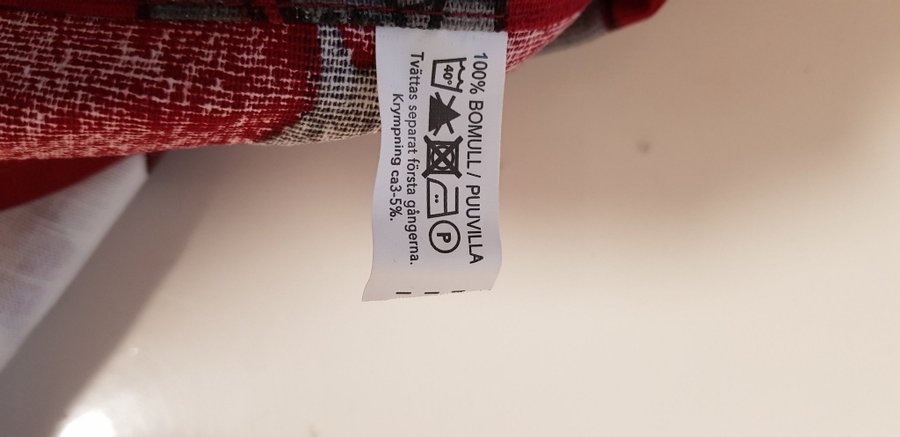 100% BOMULL / PUUVILLA
40°
P
Tvättas separat första gångerna.
Krympning ca3-5%.